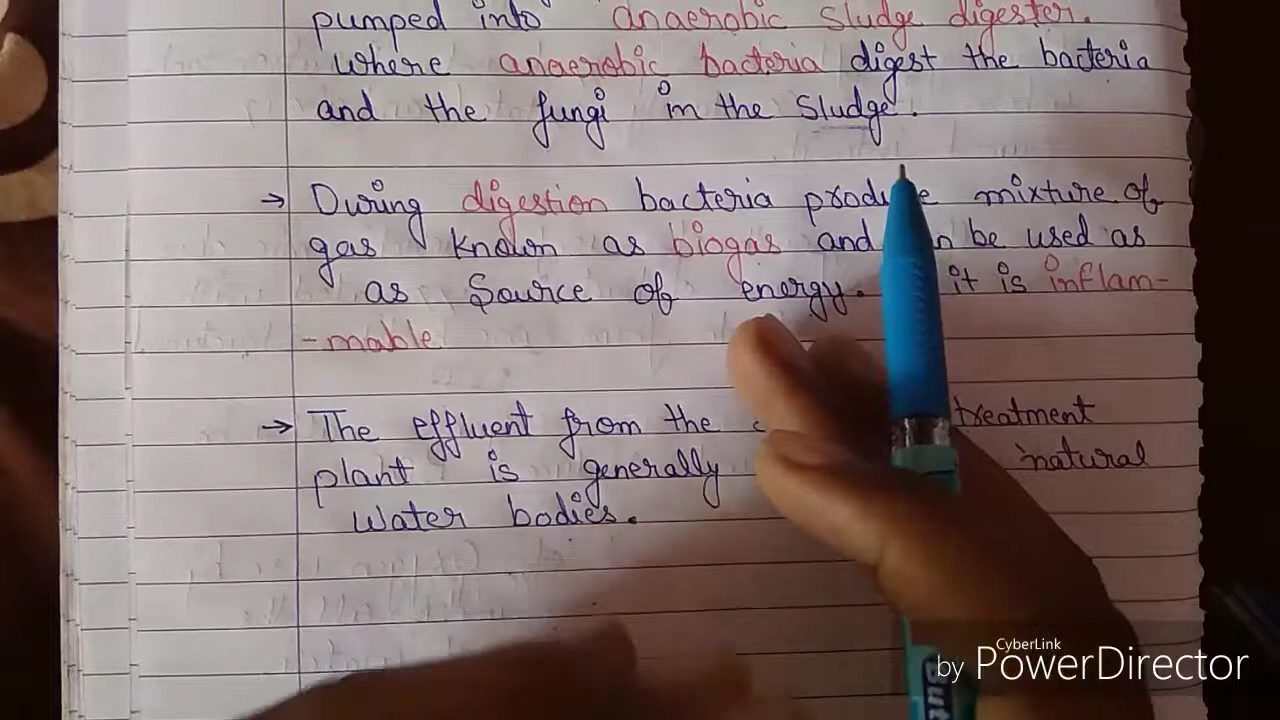 pumped into anaerobic sludge digester.
where anaerobic bacteria digest the bacteria
and the fungi in the sludge.
→ During digestion bacteria produce mixture of
gas known as biogas and be used as
as source of energy. it is inflam-
-mable
→ The effluent from the treatment
plant is generally natural
water bodies.
CyberLink
by PowerDirector
But